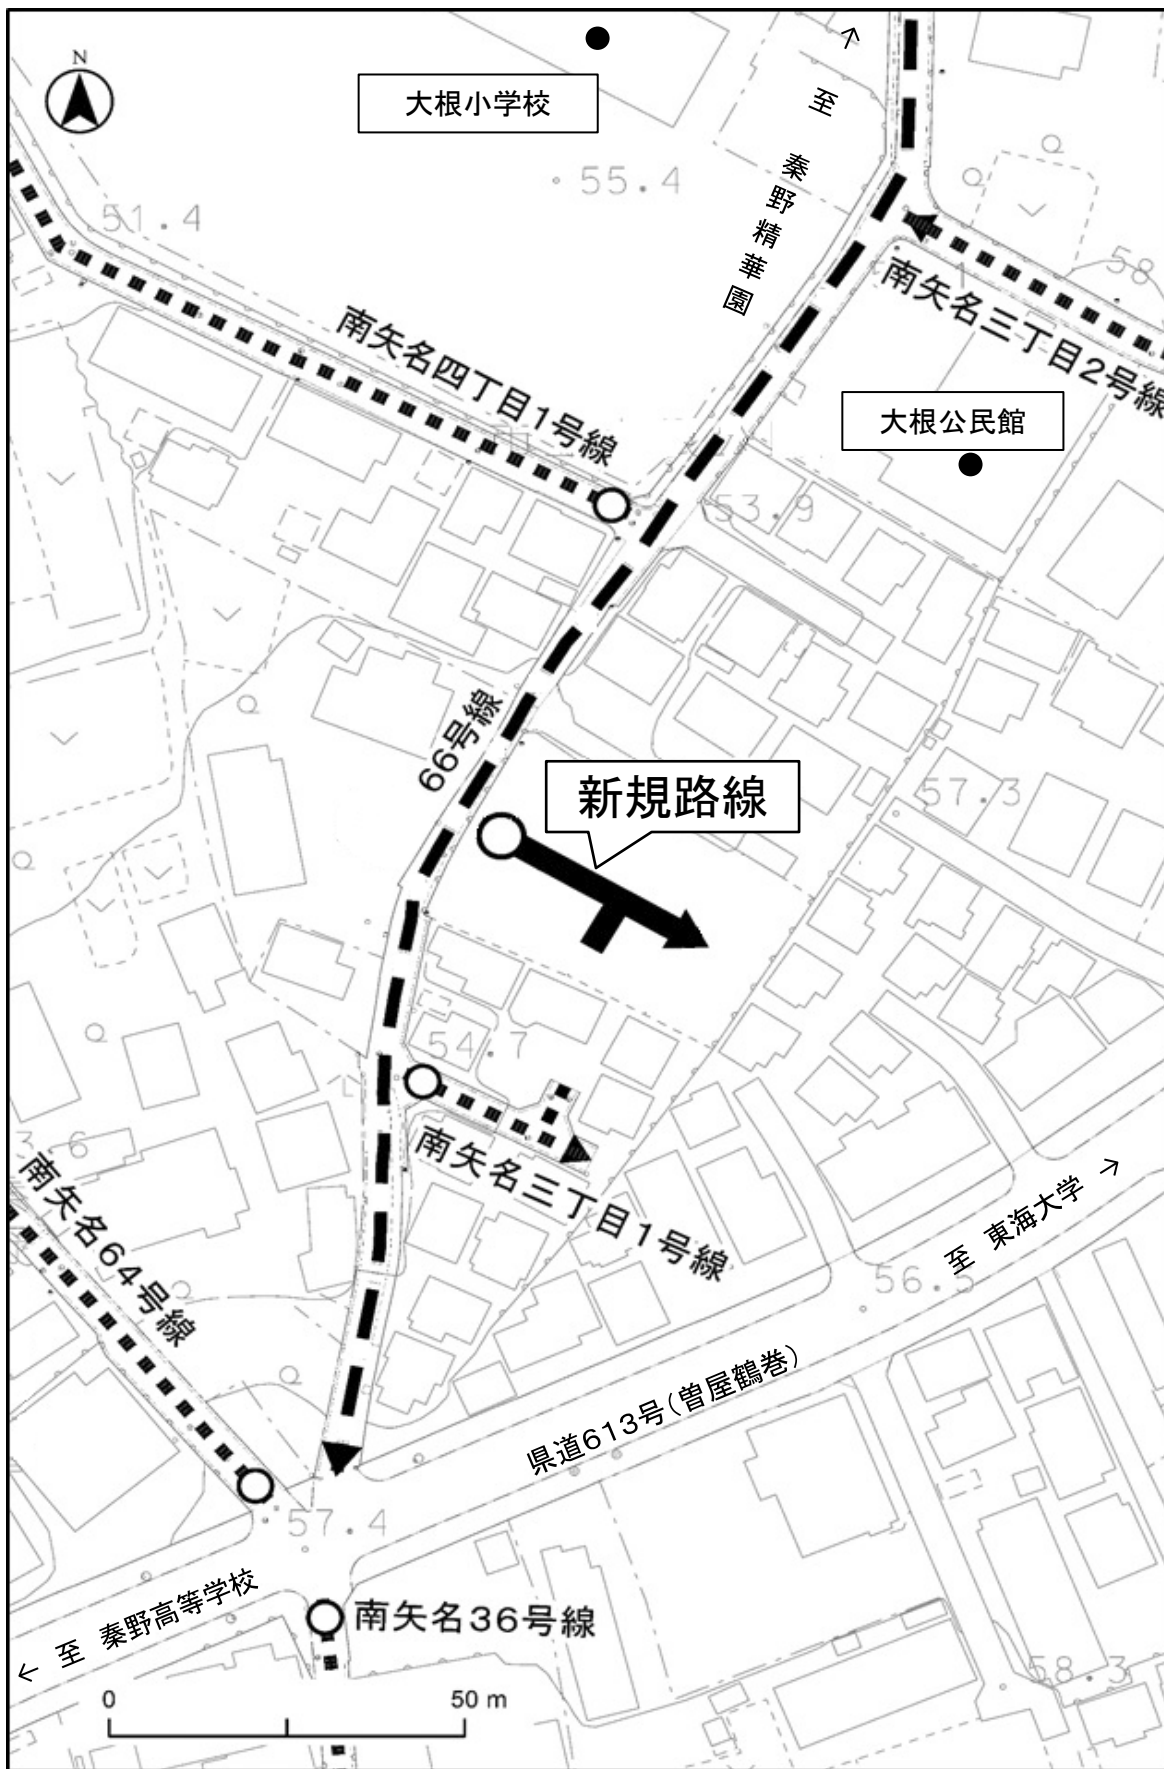 N
大根小学校
↑
至 秦野精華園
55.4
51.4
58
南矢名三丁目2号線
南矢名四丁目1号線
大根公民館
53.9
66号線
新規路線
57.3
54.7
南矢名三丁目1号線
南矢名64号線
至 東海大学 →
56.5
県道613号(曽屋鶴巻)
57.4
← 至 秦野高等学校
南矢名36号線
58.3
0 50 m